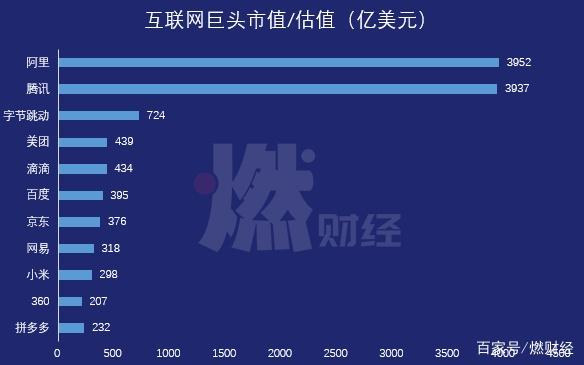 互联网巨头市值/估值（亿美元）
阿里 3952
腾讯 3937
字节跳动 724
美团 439
滴滴 434
百度 395
京东 376
网易 318
小米 298
360 207
拼多多 232
燃财经
0 500 1000 1500 2000 2500 3000 3500 4000 4500
百家号/燃财经